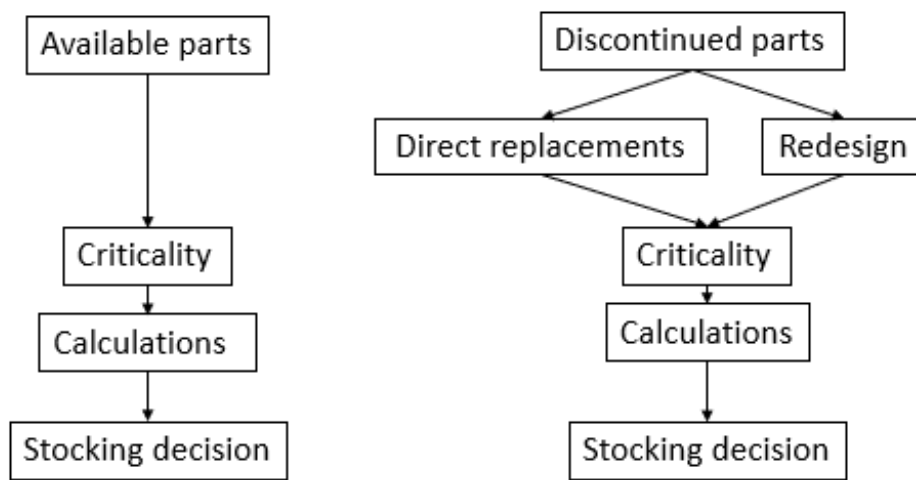 Available parts
Discontinued parts
Direct replacements
Redesign
Criticality
Criticality
Calculations
Calculations
Stocking decision
Stocking decision